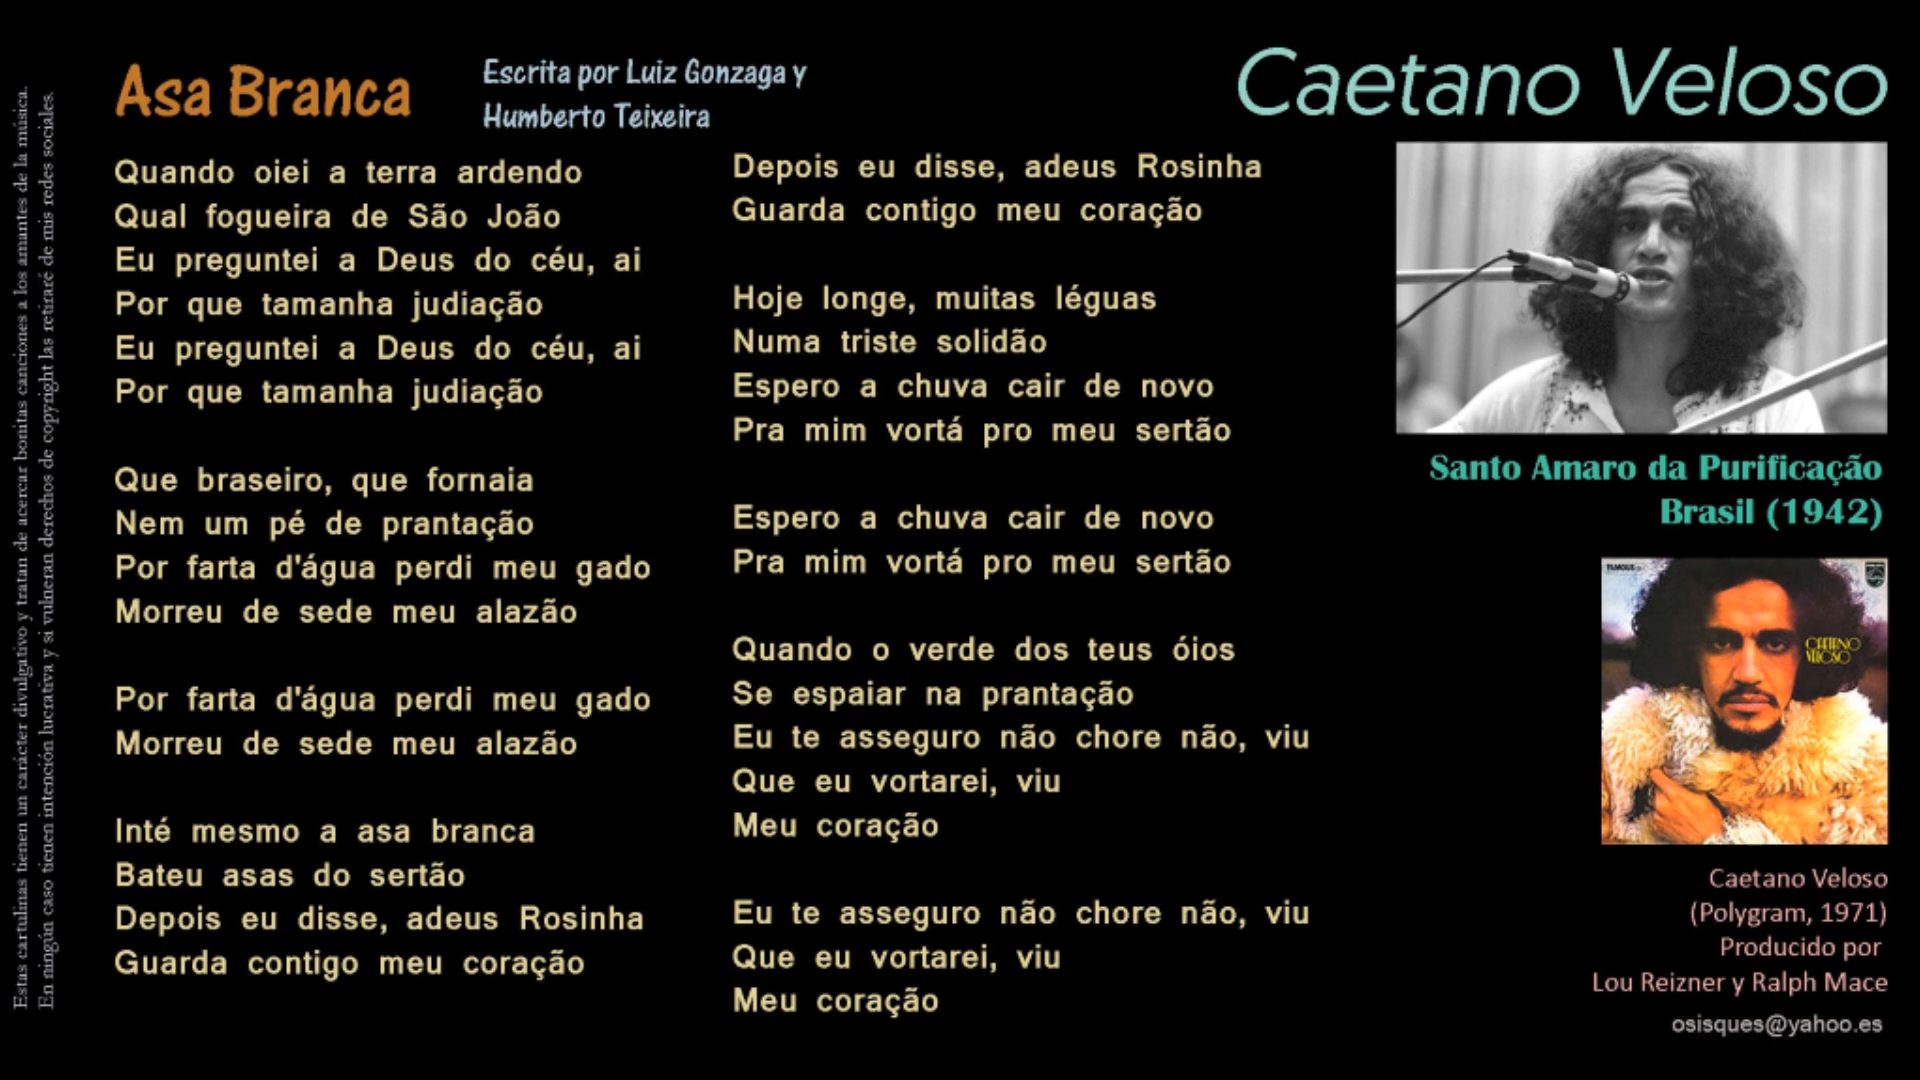 Asa Branca
Escrita por Luiz Gonzaga y
Humberto Teixeira
Caetano Veloso
Quando oiei a terra ardendo
Qual fogueira de São João
Eu preguntei a Deus do céu, ai
Por que tamanha judiação
Eu preguntei a Deus do céu, ai
Por que tamanha judiação
Que braseiro, que fornaia
Nem um pé de prantação
Por farta d'água perdi meu gado
Morreu de sede meu alazão
Por farta d'água perdi meu gado
Morreu de sede meu alazão
Inté mesmo a asa branca
Bateu asas do sertão
Depois eu disse, adeus Rosinha
Guarda contigo meu coração
Depois eu disse, adeus Rosinha
Guarda contigo meu coração
Hoje longe, muitas léguas
Numa triste solidão
Espero a chuva cair de novo
Pra mim vortá pro meu sertão
Espero a chuva cair de novo
Pra mim vortá pro meu sertão
Quando o verde dos teus óios
Se espaiar na prantação
Eu te asseguro não chore não, viu
Que eu vortarei, viu
Meu coração
Eu te asseguro não chore não, viu
Que eu vortarei, viu
Meu coração
Santo Amaro da Purificação
Brasil (1942)
FAMOUS
CAETANO
VELOSO
Caetano Veloso
(Polygram, 1971)
Producido por
Lou Reizner y Ralph Mace
osisques@yahoo.es
Estas cartulinas tienen un carácter divulgativo y tratan de acercar bonitas canciones a los amantes de la música.
En ningún caso tienen intención lucrativa y si vulneran derechos de copyright las retiraré de mis redes sociales.